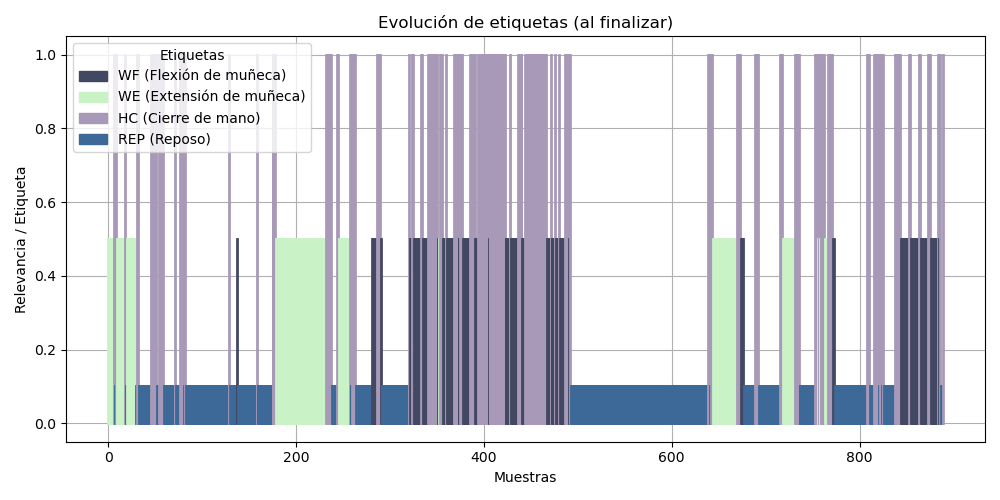 Evolución de etiquetas (al finalizar)
Relevancia / Etiqueta
1.0
0.8
0.6
0.4
0.2
0.0
Etiquetas
WF (Flexión de muñeca)
WE (Extensión de muñeca)
HC (Cierre de mano)
REP (Reposo)
0 200 400 600 800
Muestras